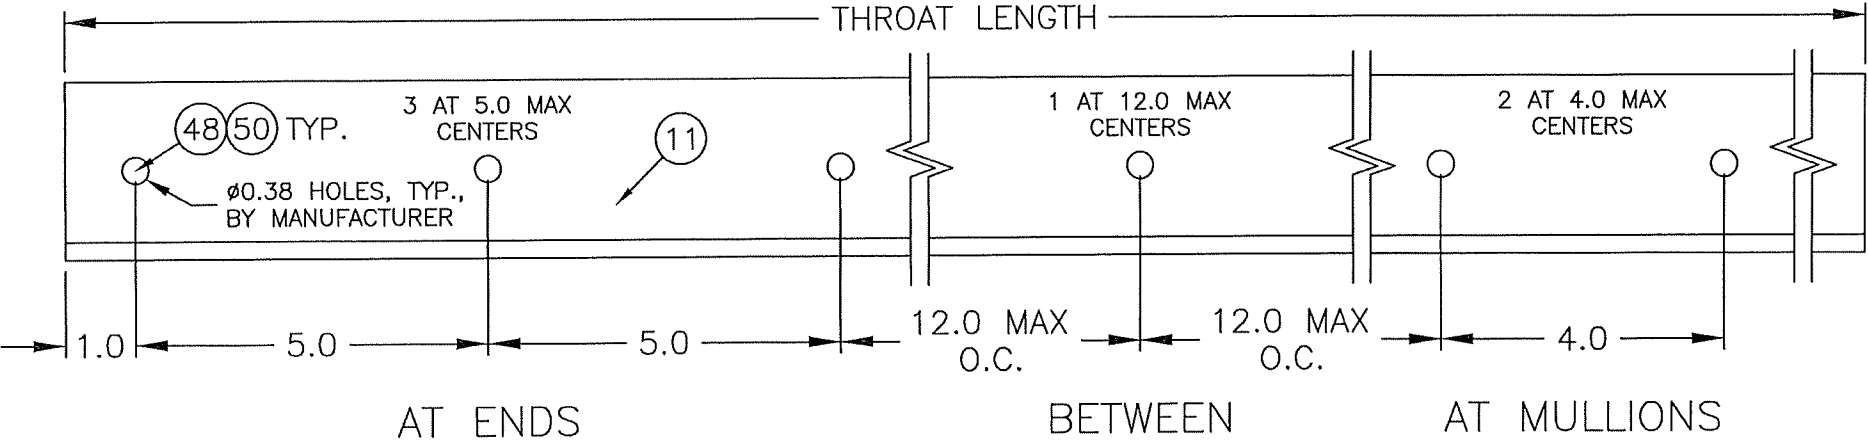 THROAT LENGTH
48 50 TYP.
3 AT 5.0 MAX
CENTERS
11
1 AT 12.0 MAX
CENTERS
2 AT 4.0 MAX
CENTERS
ø0.38 HOLES, TYP.,
BY MANUFACTURER
1.0
5.0
5.0
12.0 MAX
O.C.
12.0 MAX
O.C.
4.0
AT ENDS
BETWEEN
AT MULLIONS